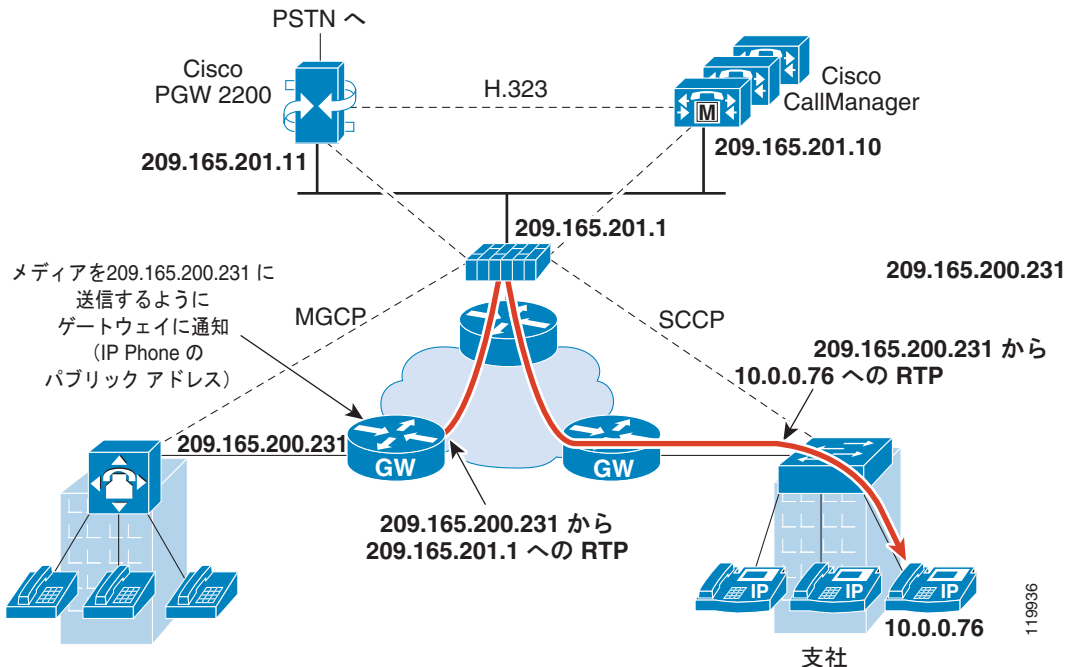 PSTN へ
Cisco
PGW 2200
H.323
Cisco
CallManager
M
209.165.201.11
209.165.201.10
209.165.201.1
メディアを209.165.200.231 に
送信するように
ゲートウェイに通知
(IP Phone の
パブリック アドレス)
MGCP
SCCP
209.165.200.231
209.165.200.231 から
10.0.0.76 への RTP
209.165.200.231
GW
GW
209.165.200.231 から
209.165.201.1 への RTP
IP
IP
IP
10.0.0.76
支社
119936